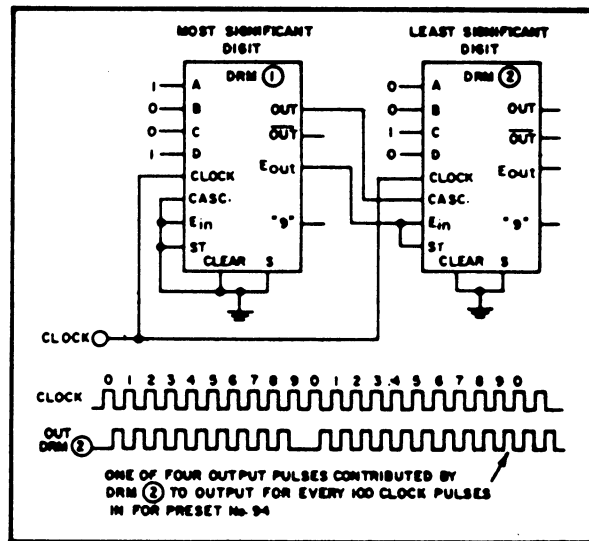 MOST SIGNIFICANT DIGIT
LEAST SIGNIFICANT DIGIT
DRM 1
1 A
0 B
0 C
1 D
CLOCK
CASC.
Ein
ST
CLEAR S
OUT
OUT
Eout
"9"
DRM 2
0 A
0 B
1 C
0 D
CLOCK
CASC.
Ein
ST
CLEAR S
OUT
OUT
Eout
"9"
CLOCK
0 1 2 3 4 5 6 7 8 9 0 1 2 3 .4 5 6 7 8 9 0
CLOCK
OUT
DRM 2
ONE OF FOUR OUTPUT PULSES CONTRIBUTED BY
DRM 2 TO OUTPUT FOR EVERY 100 CLOCK PULSES
IN FOR PRESET No. 94